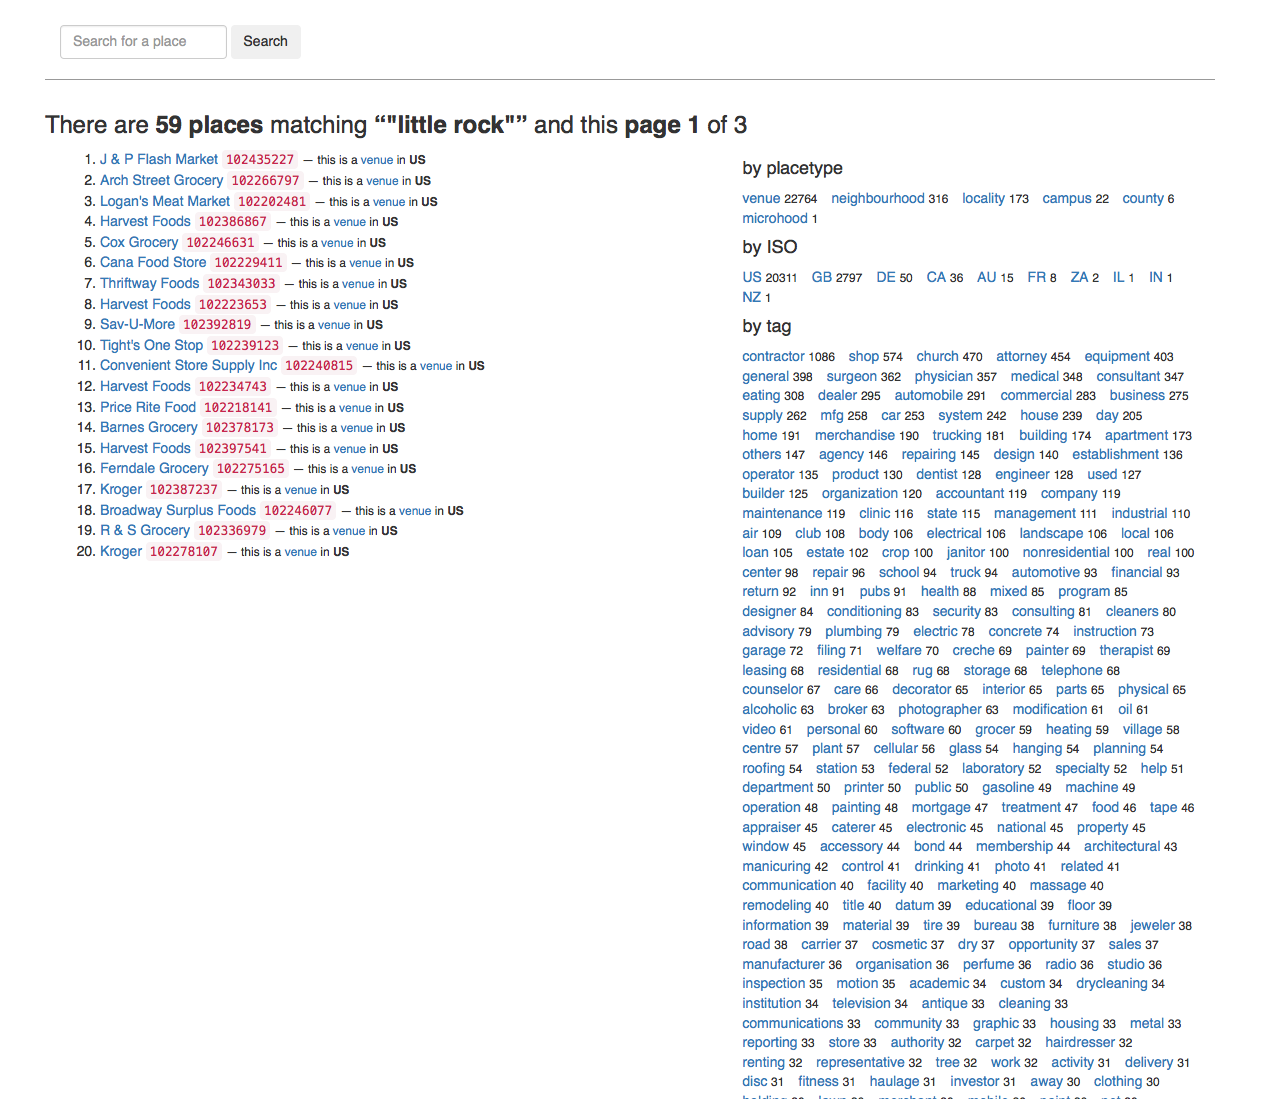 Search for a place Search
There are 59 places matching “"little rock"” and this page 1 of 3
1. J & P Flash Market 102435227 — this is a venue in US
2. Arch Street Grocery 102266797 — this is a venue in US
3. Logan's Meat Market 102202481 — this is a venue in US
4. Harvest Foods 102386867 — this is a venue in US
5. Cox Grocery 102246631 — this is a venue in US
6. Cana Food Store 102229411 — this is a venue in US
7. Thriftway Foods 102343033 — this is a venue in US
8. Harvest Foods 102223653 — this is a venue in US
9. Sav-U-More 102392819 — this is a venue in US
10. Tight's One Stop 102239123 — this is a venue in US
11. Convenient Store Supply Inc 102240815 — this is a venue in US
12. Harvest Foods 102234743 — this is a venue in US
13. Price Rite Food 102218141 — this is a venue in US
14. Barnes Grocery 102378173 — this is a venue in US
15. Harvest Foods 102397541 — this is a venue in US
16. Ferndale Grocery 102275165 — this is a venue in US
17. Kroger 102387237 — this is a venue in US
18. Broadway Surplus Foods 102246077 — this is a venue in US
19. R & S Grocery 102336979 — this is a venue in US
20. Kroger 102278107 — this is a venue in US
by placetype
venue 22764 neighbourhood 316 locality 173 campus 22 county 6
microhood 1
by ISO
US 20311 GB 2797 DE 50 CA 36 AU 15 FR 8 ZA 2 IL 1 IN 1
NZ 1
by tag
contractor 1086 shop 574 church 470 attorney 454 equipment 403
general 398 surgeon 362 physician 357 medical 348 consultant 347
eating 308 dealer 295 automobile 291 commercial 283 business 275
supply 262 mfg 258 car 253 system 242 house 239 day 205
home 191 merchandise 190 trucking 181 building 174 apartment 173
others 147 agency 146 repairing 145 design 140 establishment 136
operator 135 product 130 dentist 128 engineer 128 used 127
builder 125 organization 120 accountant 119 company 119
maintenance 119 clinic 116 state 115 management 111 industrial 110
air 109 club 108 body 106 electrical 106 landscape 106 local 106
loan 105 estate 102 crop 100 janitor 100 nonresidential 100 real 100
center 98 repair 96 school 94 truck 94 automotive 93 financial 93
return 92 inn 91 pubs 91 health 88 mixed 85 program 85
designer 84 conditioning 83 security 83 consulting 81 cleaners 80
advisory 79 plumbing 79 electric 78 concrete 74 instruction 73
garage 72 filing 71 welfare 70 creche 69 painter 69 therapist 69
leasing 68 residential 68 rug 68 storage 68 telephone 68
counselor 67 care 66 decorator 65 interior 65 parts 65 physical 65
alcoholic 63 broker 63 photographer 63 modification 61 oil 61
video 61 personal 60 software 60 grocer 59 heating 59 village 58
centre 57 plant 57 cellular 56 glass 54 hanging 54 planning 54
roofing 54 station 53 federal 52 laboratory 52 specialty 52 help 51
department 50 printer 50 public 50 gasoline 49 machine 49
operation 48 painting 48 mortgage 47 treatment 47 food 46 tape 46
appraiser 45 caterer 45 electronic 45 national 45 property 45
window 45 accessory 44 bond 44 membership 44 architectural 43
manicuring 42 control 41 drinking 41 photo 41 related 41
communication 40 facility 40 marketing 40 massage 40
remodeling 40 title 40 datum 39 educational 39 floor 39
information 39 material 39 tire 39 bureau 38 furniture 38 jeweler 38
road 38 carrier 37 cosmetic 37 dry 37 opportunity 37 sales 37
manufacturer 36 organisation 36 perfume 36 radio 36 studio 36
inspection 35 motion 35 academic 34 custom 34 drycleaning 34
institution 34 television 34 antique 33 cleaning 33
communications 33 community 33 graphic 33 housing 33 metal 33
reporting 33 store 33 authority 32 carpet 32 hairdresser 32
renting 32 representative 32 tree 32 work 32 activity 31 delivery 31
disc 31 fitness 31 haulage 31 investor 31 away 30 clothing 30